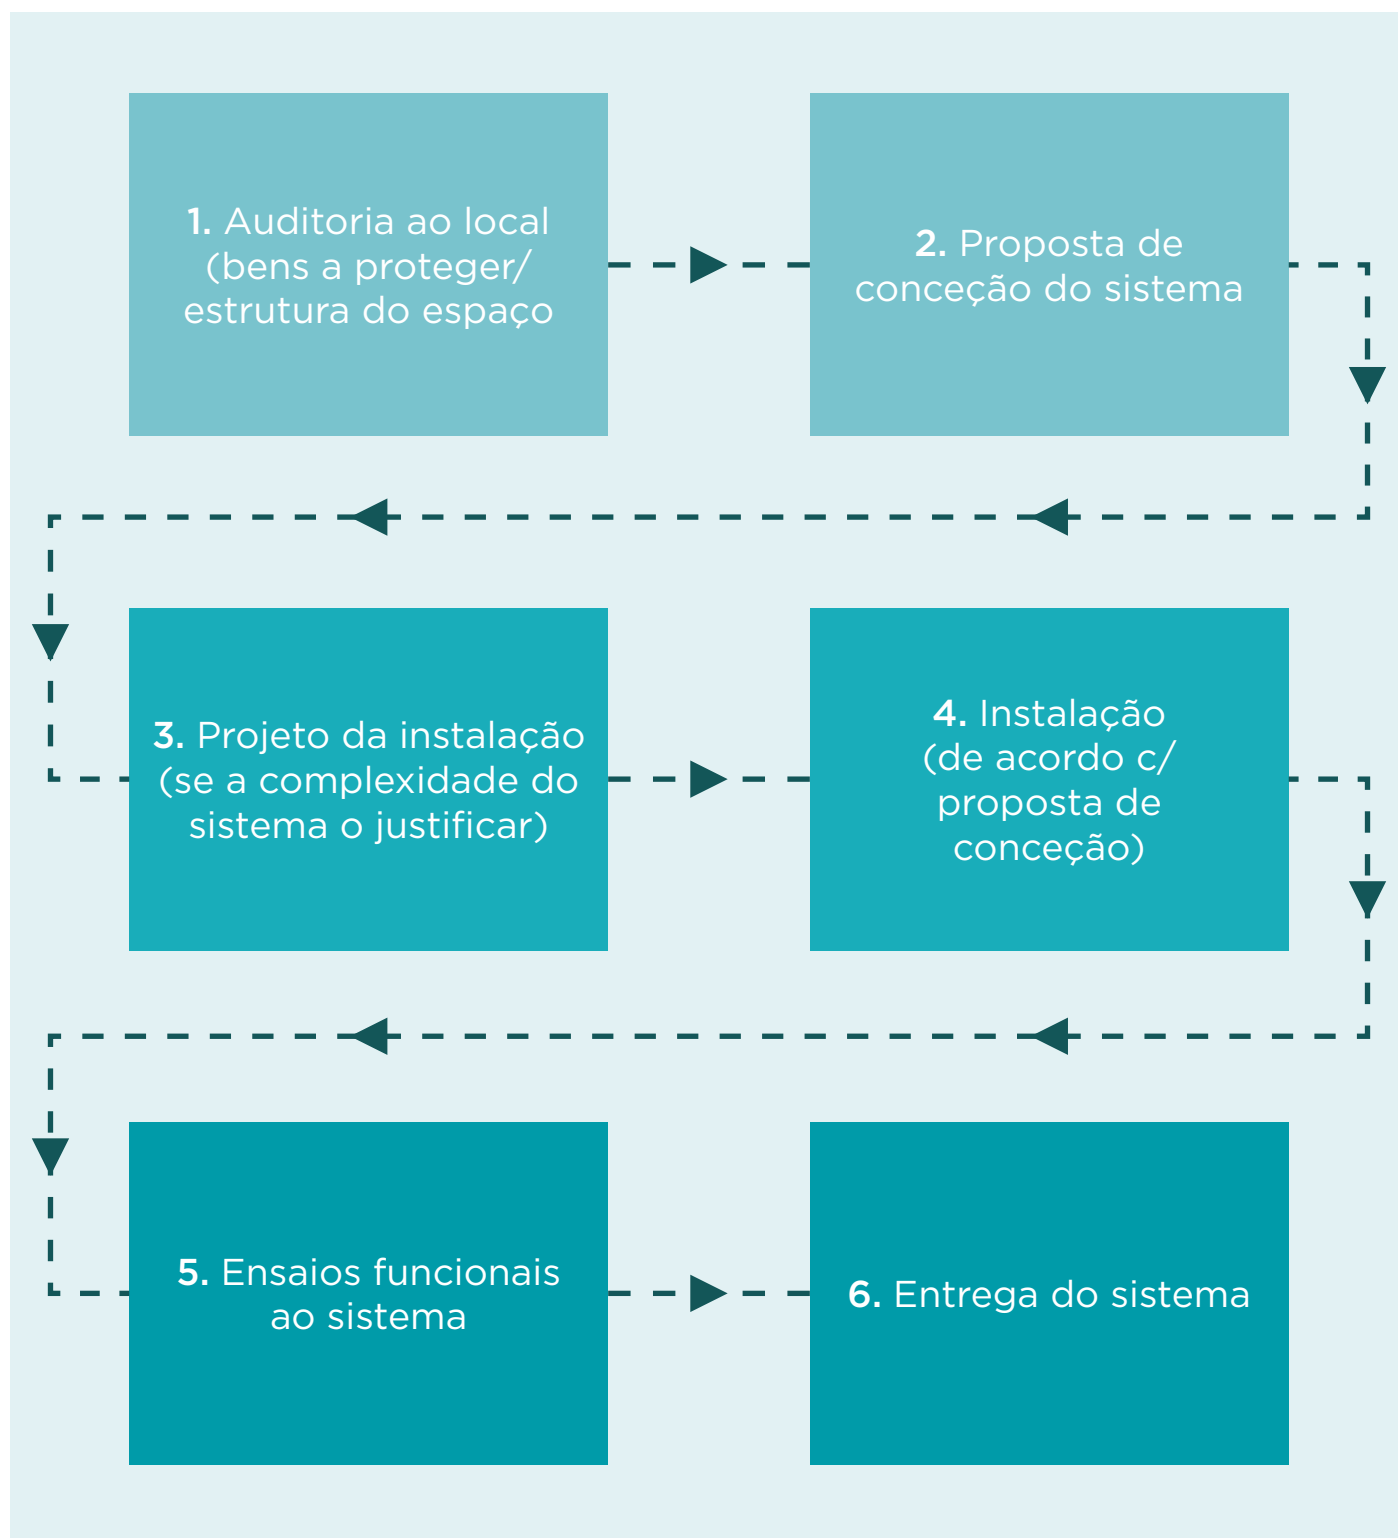 1. Auditoria ao local
(bens a proteger/
estrutura do espaço
2. Proposta de
conceção do sistema
3. Projeto da instalação
(se a complexidade do
sistema o justificar)
4. Instalação
(de acordo c/
proposta de
conceção)
5. Ensaios funcionais
ao sistema
6. Entrega do sistema